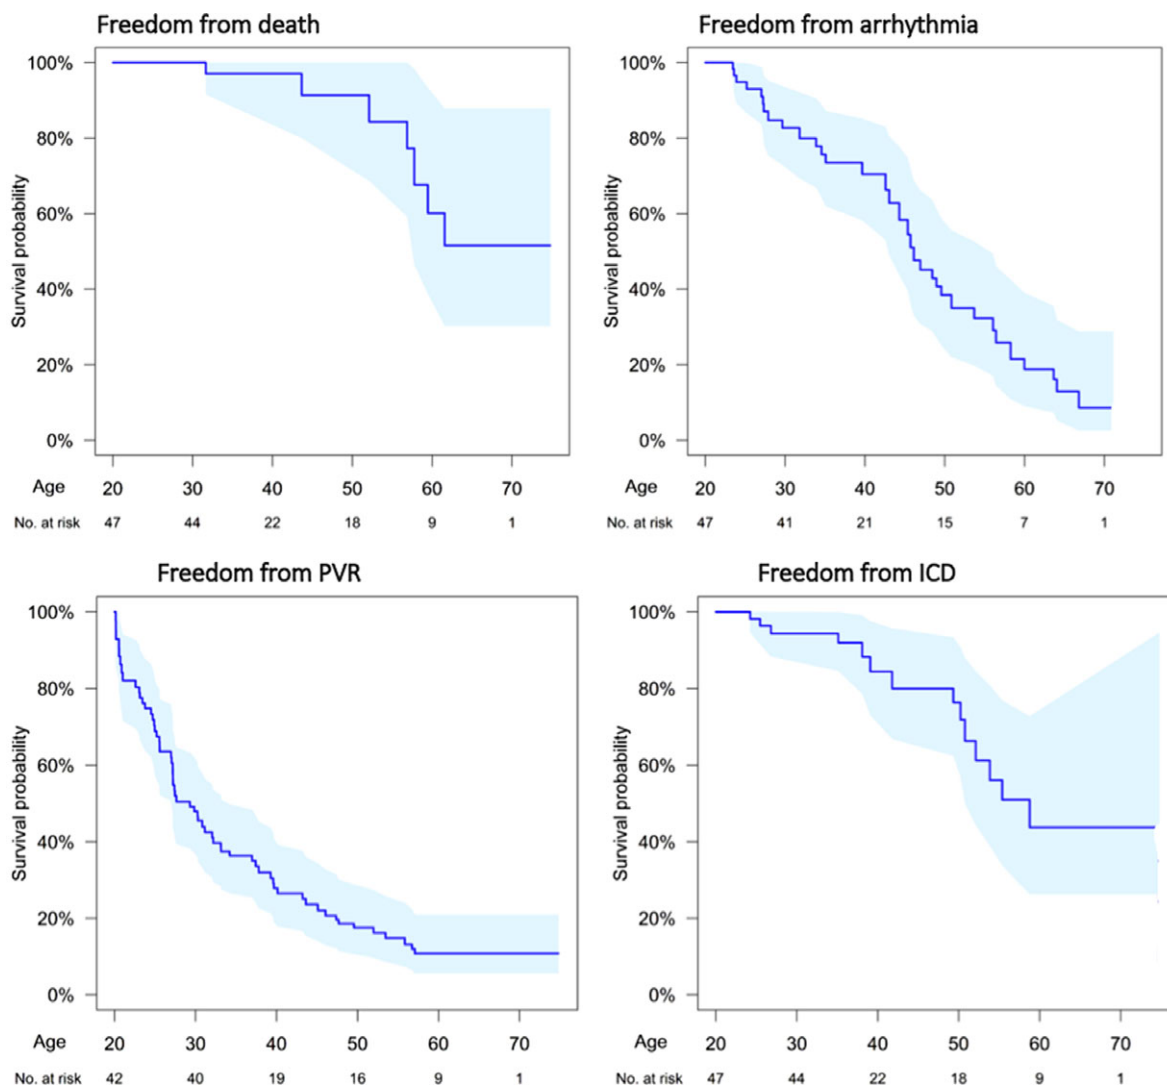 Freedom from death
Survival probability
100%
80%
60%
40%
20%
0%
Age 20 30 40 50 60 70
No. at risk 47 44 22 18 9 1
Freedom from arrhythmia
Survival probability
100%
80%
60%
40%
20%
0%
Age 20 30 40 50 60 70
No. at risk 47 41 21 15 7 1
Freedom from PVR
Survival probability
100%
80%
60%
40%
20%
0%
Age 20 30 40 50 60 70
No. at risk 42 40 19 16 9 1
Freedom from ICD
Survival probability
100%
80%
60%
40%
20%
0%
Age 20 30 40 50 60 70
No. at risk 47 44 22 18 9 1